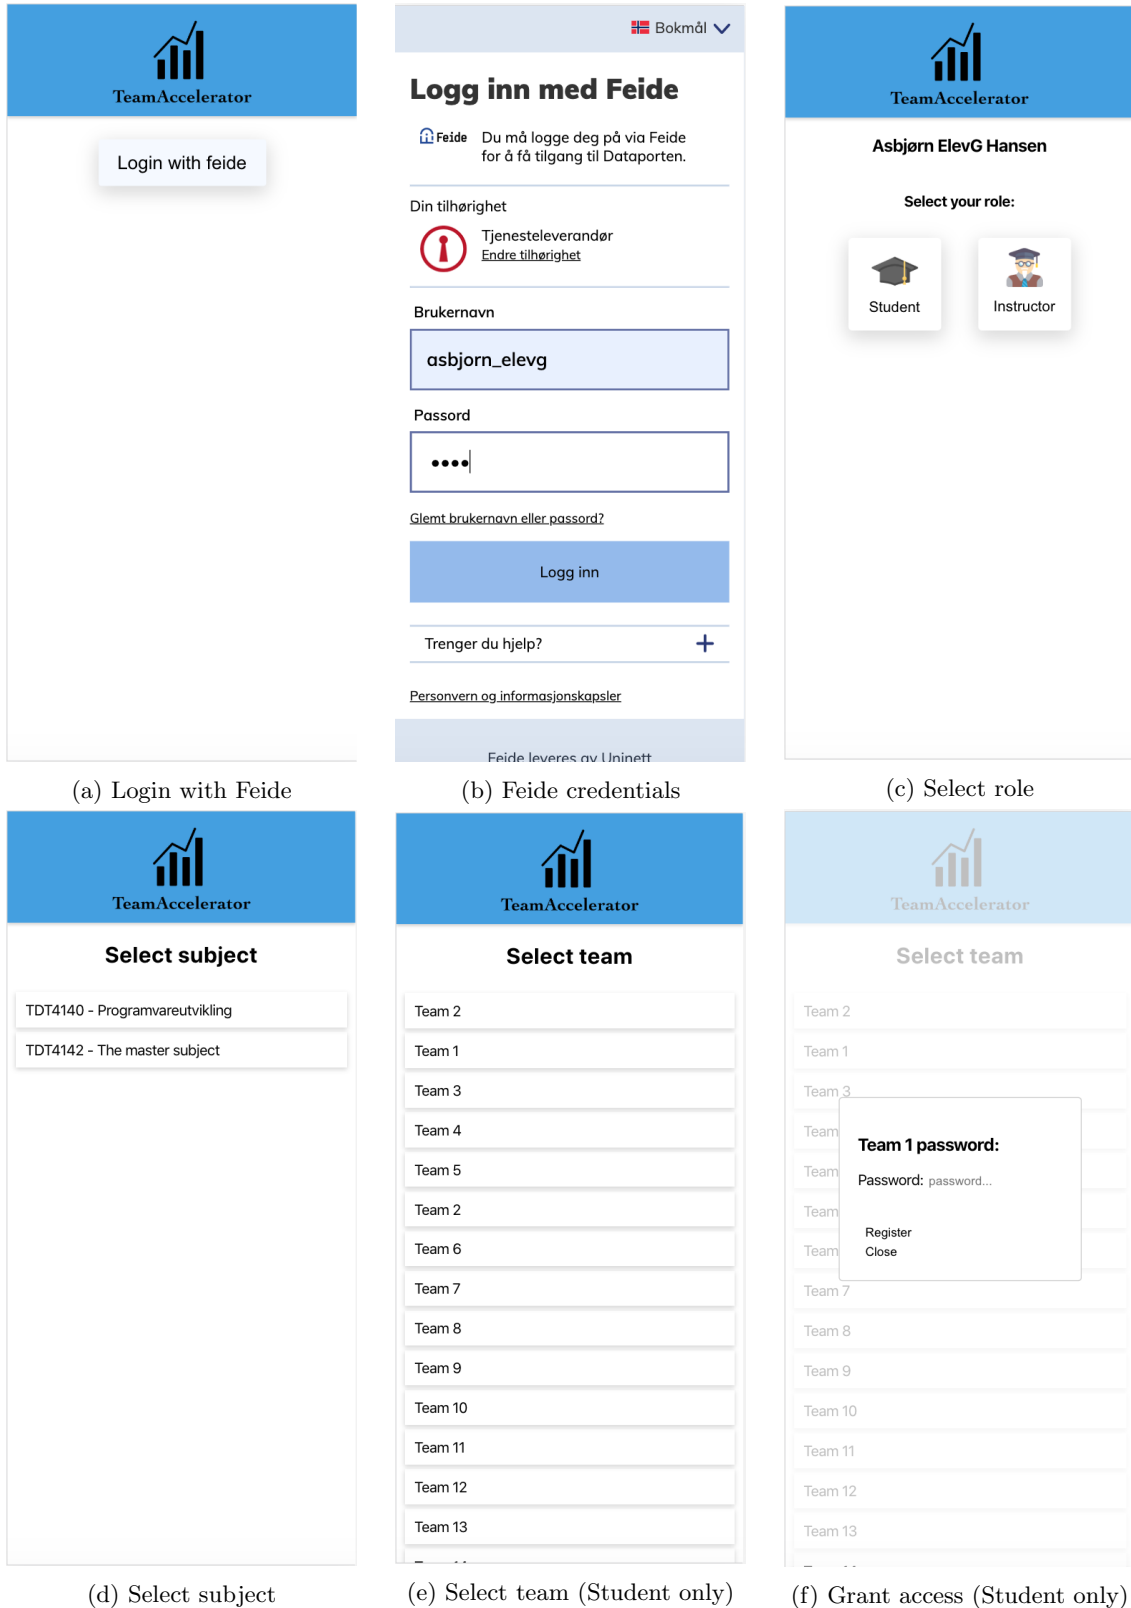 TeamAccelerator
Login with feide
(a) Login with Feide
Bokmål
Logg inn med Feide
Feide
Du må logge deg på via Feide
for å få tilgang til Dataporten.
Din tilhørighet
Tjenesteleverandør
Endre tilhørighet
Brukernavn
asbjorn_elevg
Passord
••••
Glemt brukernavn eller passord?
Logg inn
Trenger du hjelp?
Personvern og informasjonskapsler
Feide leveres av Uninett
(b) Feide credentials
TeamAccelerator
Asbjørn ElevG Hansen
Select your role:
Student
Instructor
(c) Select role
TeamAccelerator
Select subject
TDT4140 - Programvareutvikling
TDT4142 - The master subject
(d) Select subject
TeamAccelerator
Select team
Team 2
Team 1
Team 3
Team 4
Team 5
Team 2
Team 6
Team 7
Team 8
Team 9
Team 10
Team 11
Team 12
Team 13
(e) Select team (Student only)
TeamAccelerator
Select team
Team 2
Team 1
Team 3
Team
Team
Team
Team
Team 1 password:
Password: password...
Register
Close
Team 7
Team 8
Team 9
Team 10
Team 11
Team 12
Team 13
(f) Grant access (Student only)